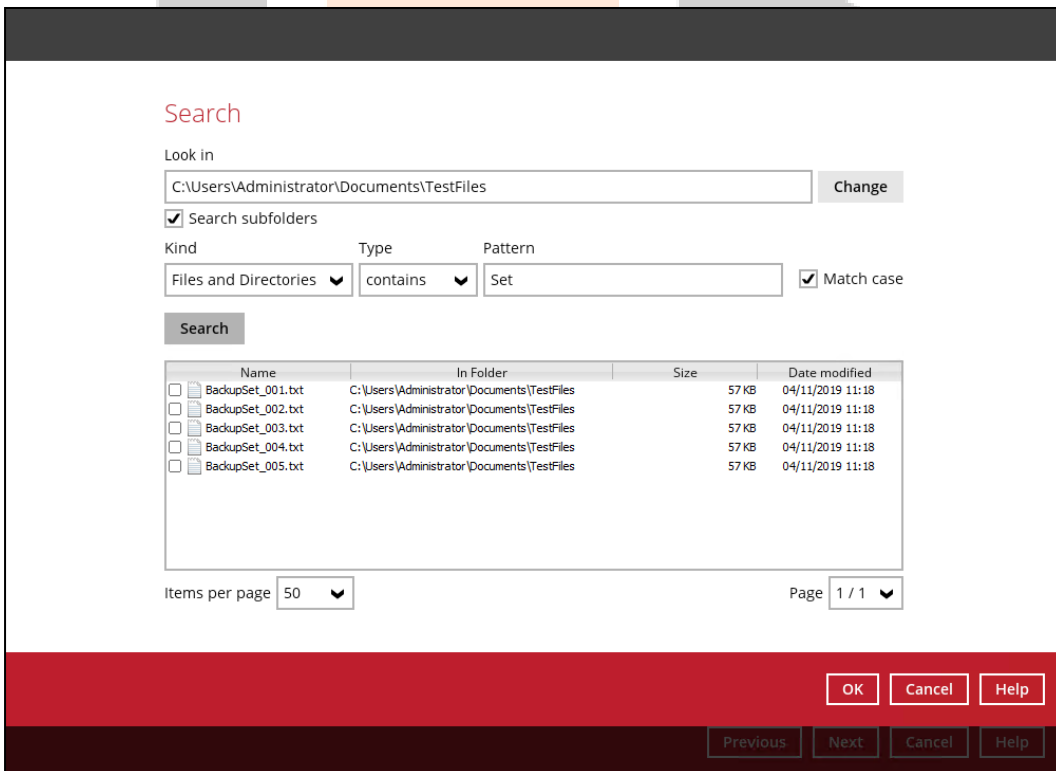 Search
Look in
C:\Users\Administrator\Documents\TestFiles Change
Search subfolders
Kind Type Pattern
Files and Directories contains Set Match case
Search
Name In Folder Size Date modified
BackupSet_001.txt C:\Users\Administrator\Documents\TestFiles 57 KB 04/11/2019 11:18
BackupSet_002.txt C:\Users\Administrator\Documents\TestFiles 57 KB 04/11/2019 11:18
BackupSet_003.txt C:\Users\Administrator\Documents\TestFiles 57 KB 04/11/2019 11:18
BackupSet_004.txt C:\Users\Administrator\Documents\TestFiles 57 KB 04/11/2019 11:18
BackupSet_005.txt C:\Users\Administrator\Documents\TestFiles 57 KB 04/11/2019 11:18
Items per page 50 Page 1 / 1
OK Cancel Help
Previous Next Cancel Help